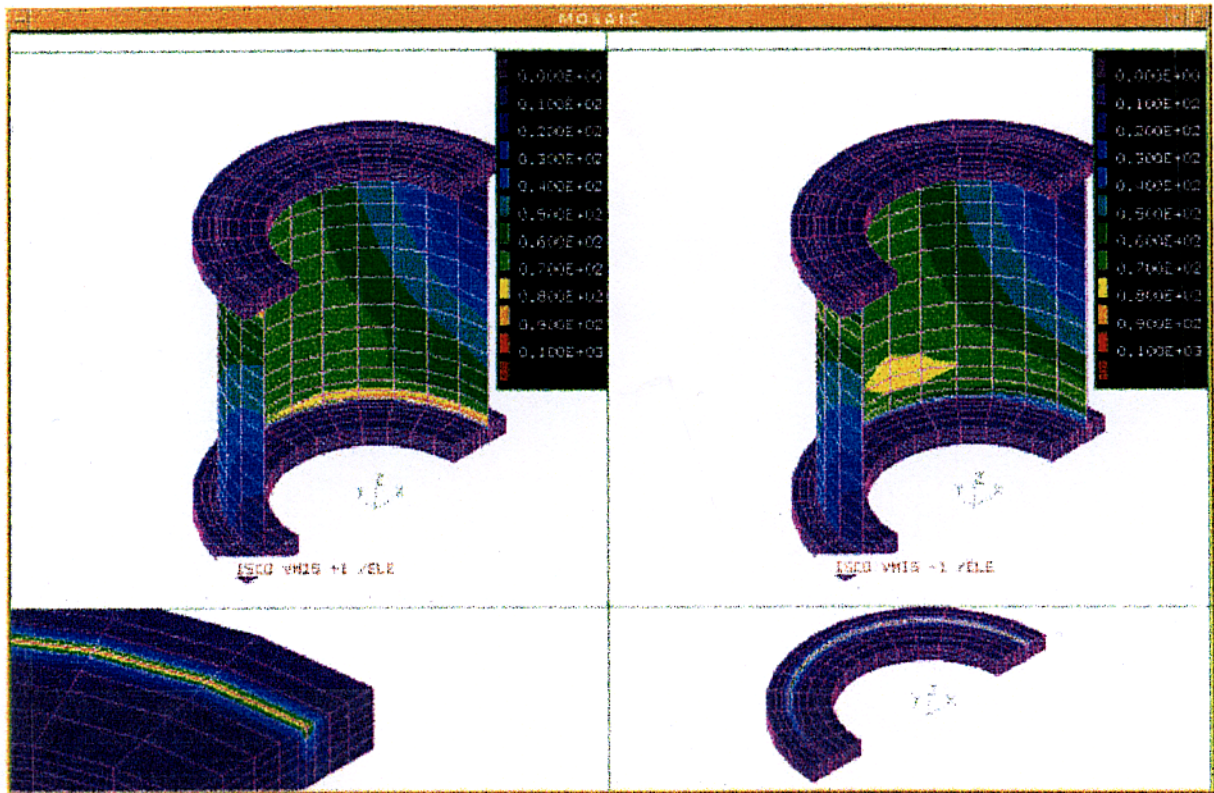 MOSAIC
0.000E+00
0.100E+02
0.200E+02
0.300E+02
0.400E+02
0.500E+02
0.600E+02
0.700E+02
0.800E+02
0.900E+02
0.100E+03
Z
Y X
ISCO VMIS +1 /ELE
0.000E+00
0.100E+02
0.200E+02
0.300E+02
0.400E+02
0.500E+02
0.600E+02
0.700E+02
0.800E+02
0.900E+02
0.100E+03
Z
Y X
ISCO VMIS -1 /ELE
Z
Y X